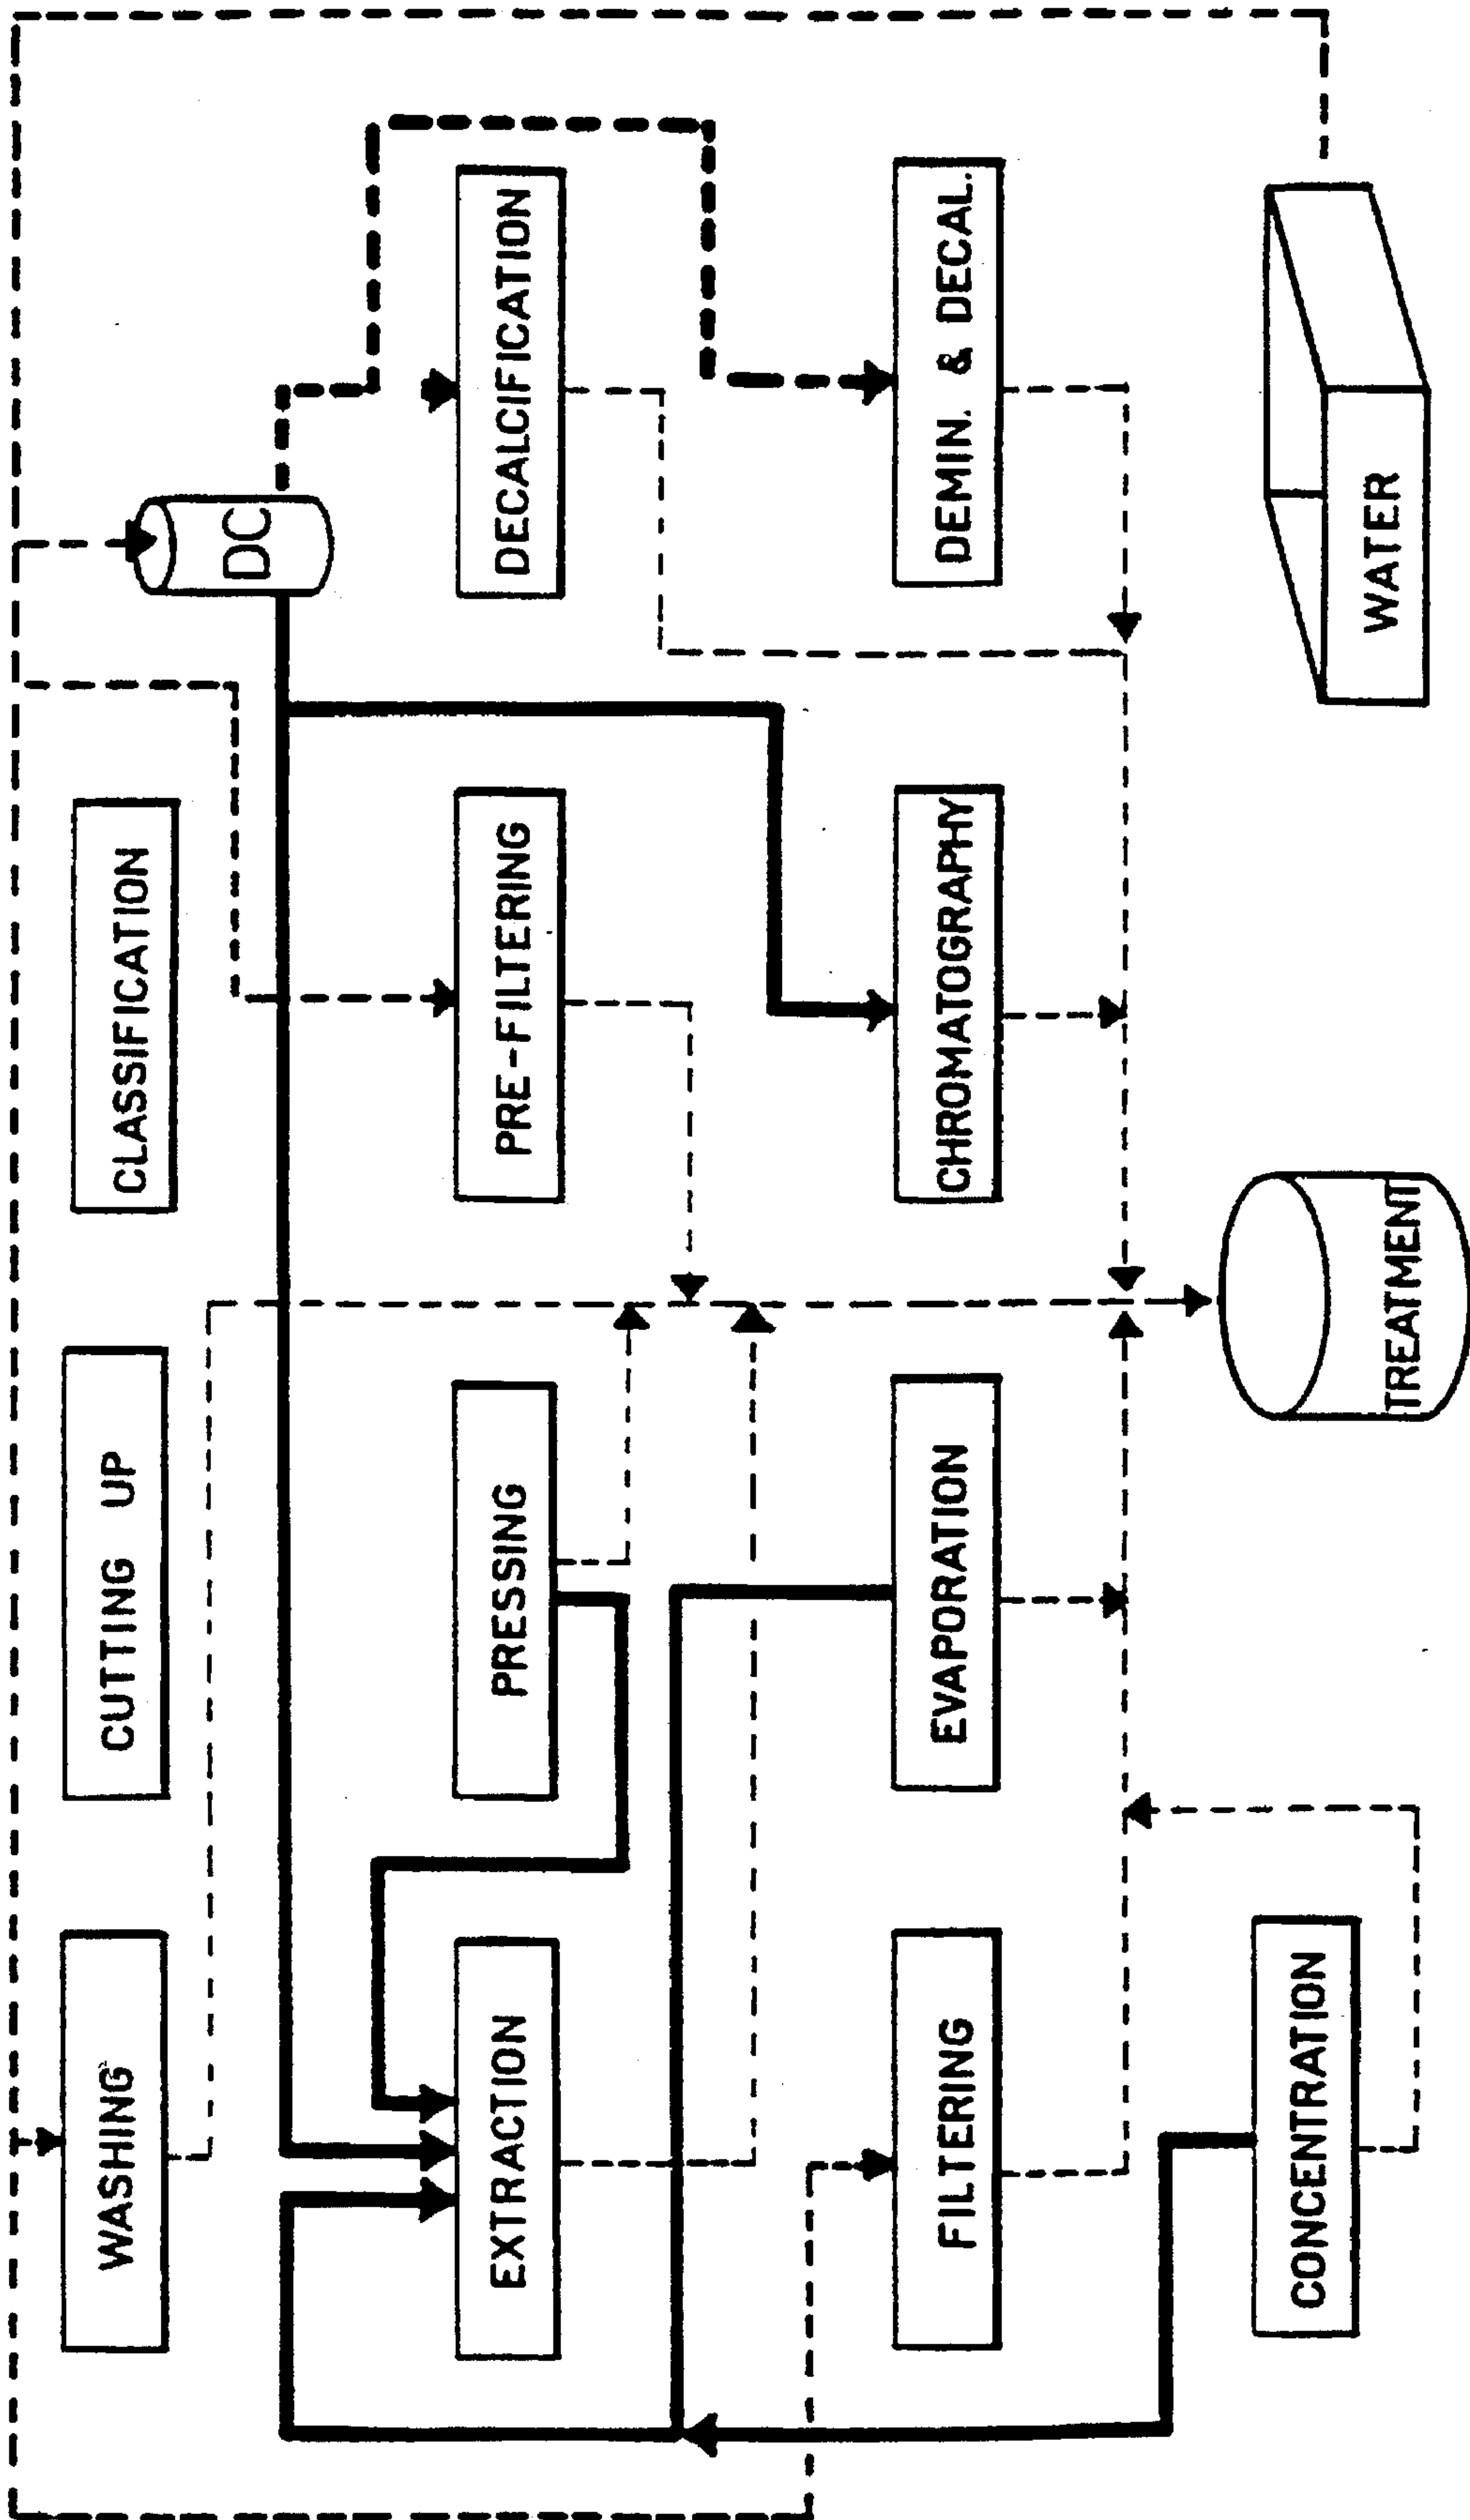 WASHING
CUTTING UP
CLASSIFICATION
DC
EXTRACTION
PRESSING
PRE-FILTERING
DECALCIFICATION
FILTERING
EVAPORATION
CHROMATOGRAPHY
DEMIN. & DECAL.
CONCENTRATION
TREATMENT
WATER